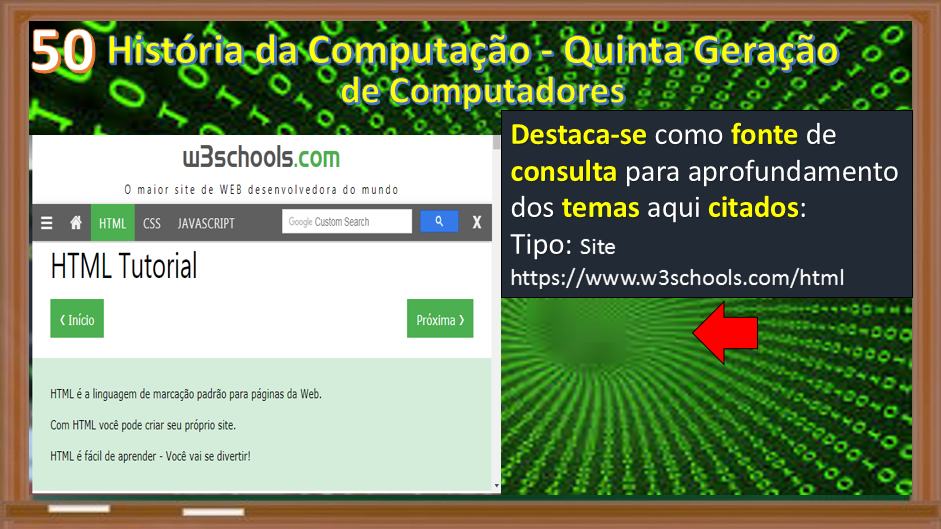 50 História da Computação - Quinta Geração
de Computadores
w3schools.com
O maior site de WEB desenvolvedora do mundo
HTML CSS JAVASCRIPT Google Custom Search X
HTML Tutorial
❮ Início Próxima ❯
HTML é a linguagem de marcação padrão para páginas da Web.
Com HTML você pode criar seu próprio site.
HTML é fácil de aprender - Você vai se divertir!
Destaca-se como fonte de
consulta para aprofundamento
dos temas aqui citados:
Tipo: Site
https://www.w3schools.com/html